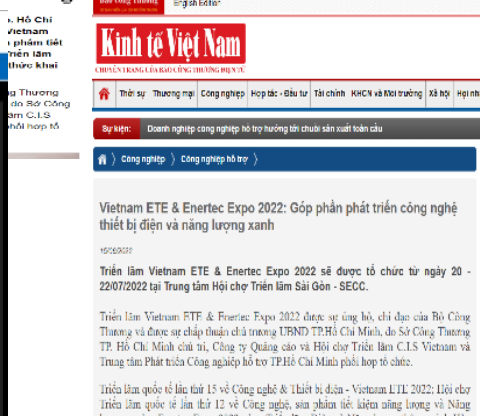 Báo Công Thương English Edition
Hồ Chí
Vietnam
phẩm tiết
Triển lãm
thức khai
Công Thương
do Sở Công
lãm C.I.S
phối hợp tổ
Kinh tế Việt Nam
CHUYÊN TRANG CỦA BÁO CÔNG THƯƠNG ĐIỆN TỬ
Thời sự Thương mại Công nghiệp Hợp tác - Đầu tư Tài chính KHCN và Môi trường Xã hội Hội nh
Sự kiện: Doanh nghiệp công nghiệp hỗ trợ hướng tới chuỗi sản xuất toàn cầu
Công nghiệp Công nghiệp hỗ trợ
Vietnam ETE & Enertec Expo 2022: Góp phần phát triển công nghệ
thiết bị điện và năng lượng xanh
Triển lãm Vietnam ETE & Enertec Expo 2022 sẽ được tổ chức từ ngày 20 -
22/07/2022 tại Trung tâm Hội chợ Triển lãm Sài Gòn - SECC.
Triển lãm Vietnam ETE & Enertec Expo 2022 được sự ủng hộ, chỉ đạo của Bộ Công
Thương và được sự chấp thuận chủ trương UBND TP.Hồ Chí Minh, do Sở Công Thương
TP. Hồ Chí Minh chủ trì, Công ty Quảng cáo và Hội chợ Triển lãm C.I.S Vietnam và
Trung tâm Phát triển Công nghiệp hỗ trợ TP.Hồ Chí Minh phối hợp tổ chức.
Triển lãm quốc tế lần thứ 15 về Công nghệ & Thiết bị điện - Vietnam ETE 2022; Hội chợ
Triển lãm quốc tế lần thứ 12 về Công nghệ, sản phẩm tiết kiệm năng lượng và Năng